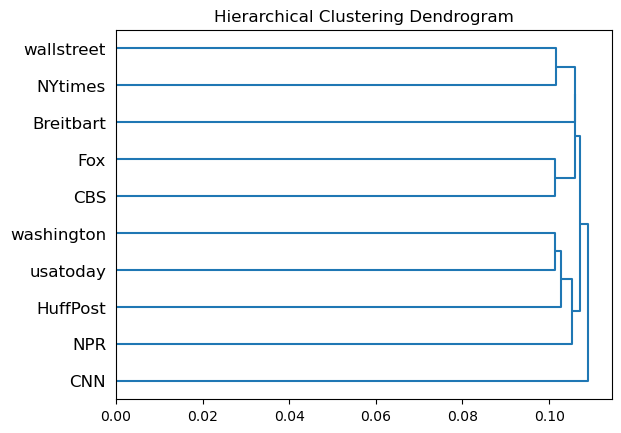 Hierarchical Clustering Dendrogram
wallstreet
NYtimes
Breitbart
Fox
CBS
washington
usatoday
HuffPost
NPR
CNN
0.00 0.02 0.04 0.06 0.08 0.10